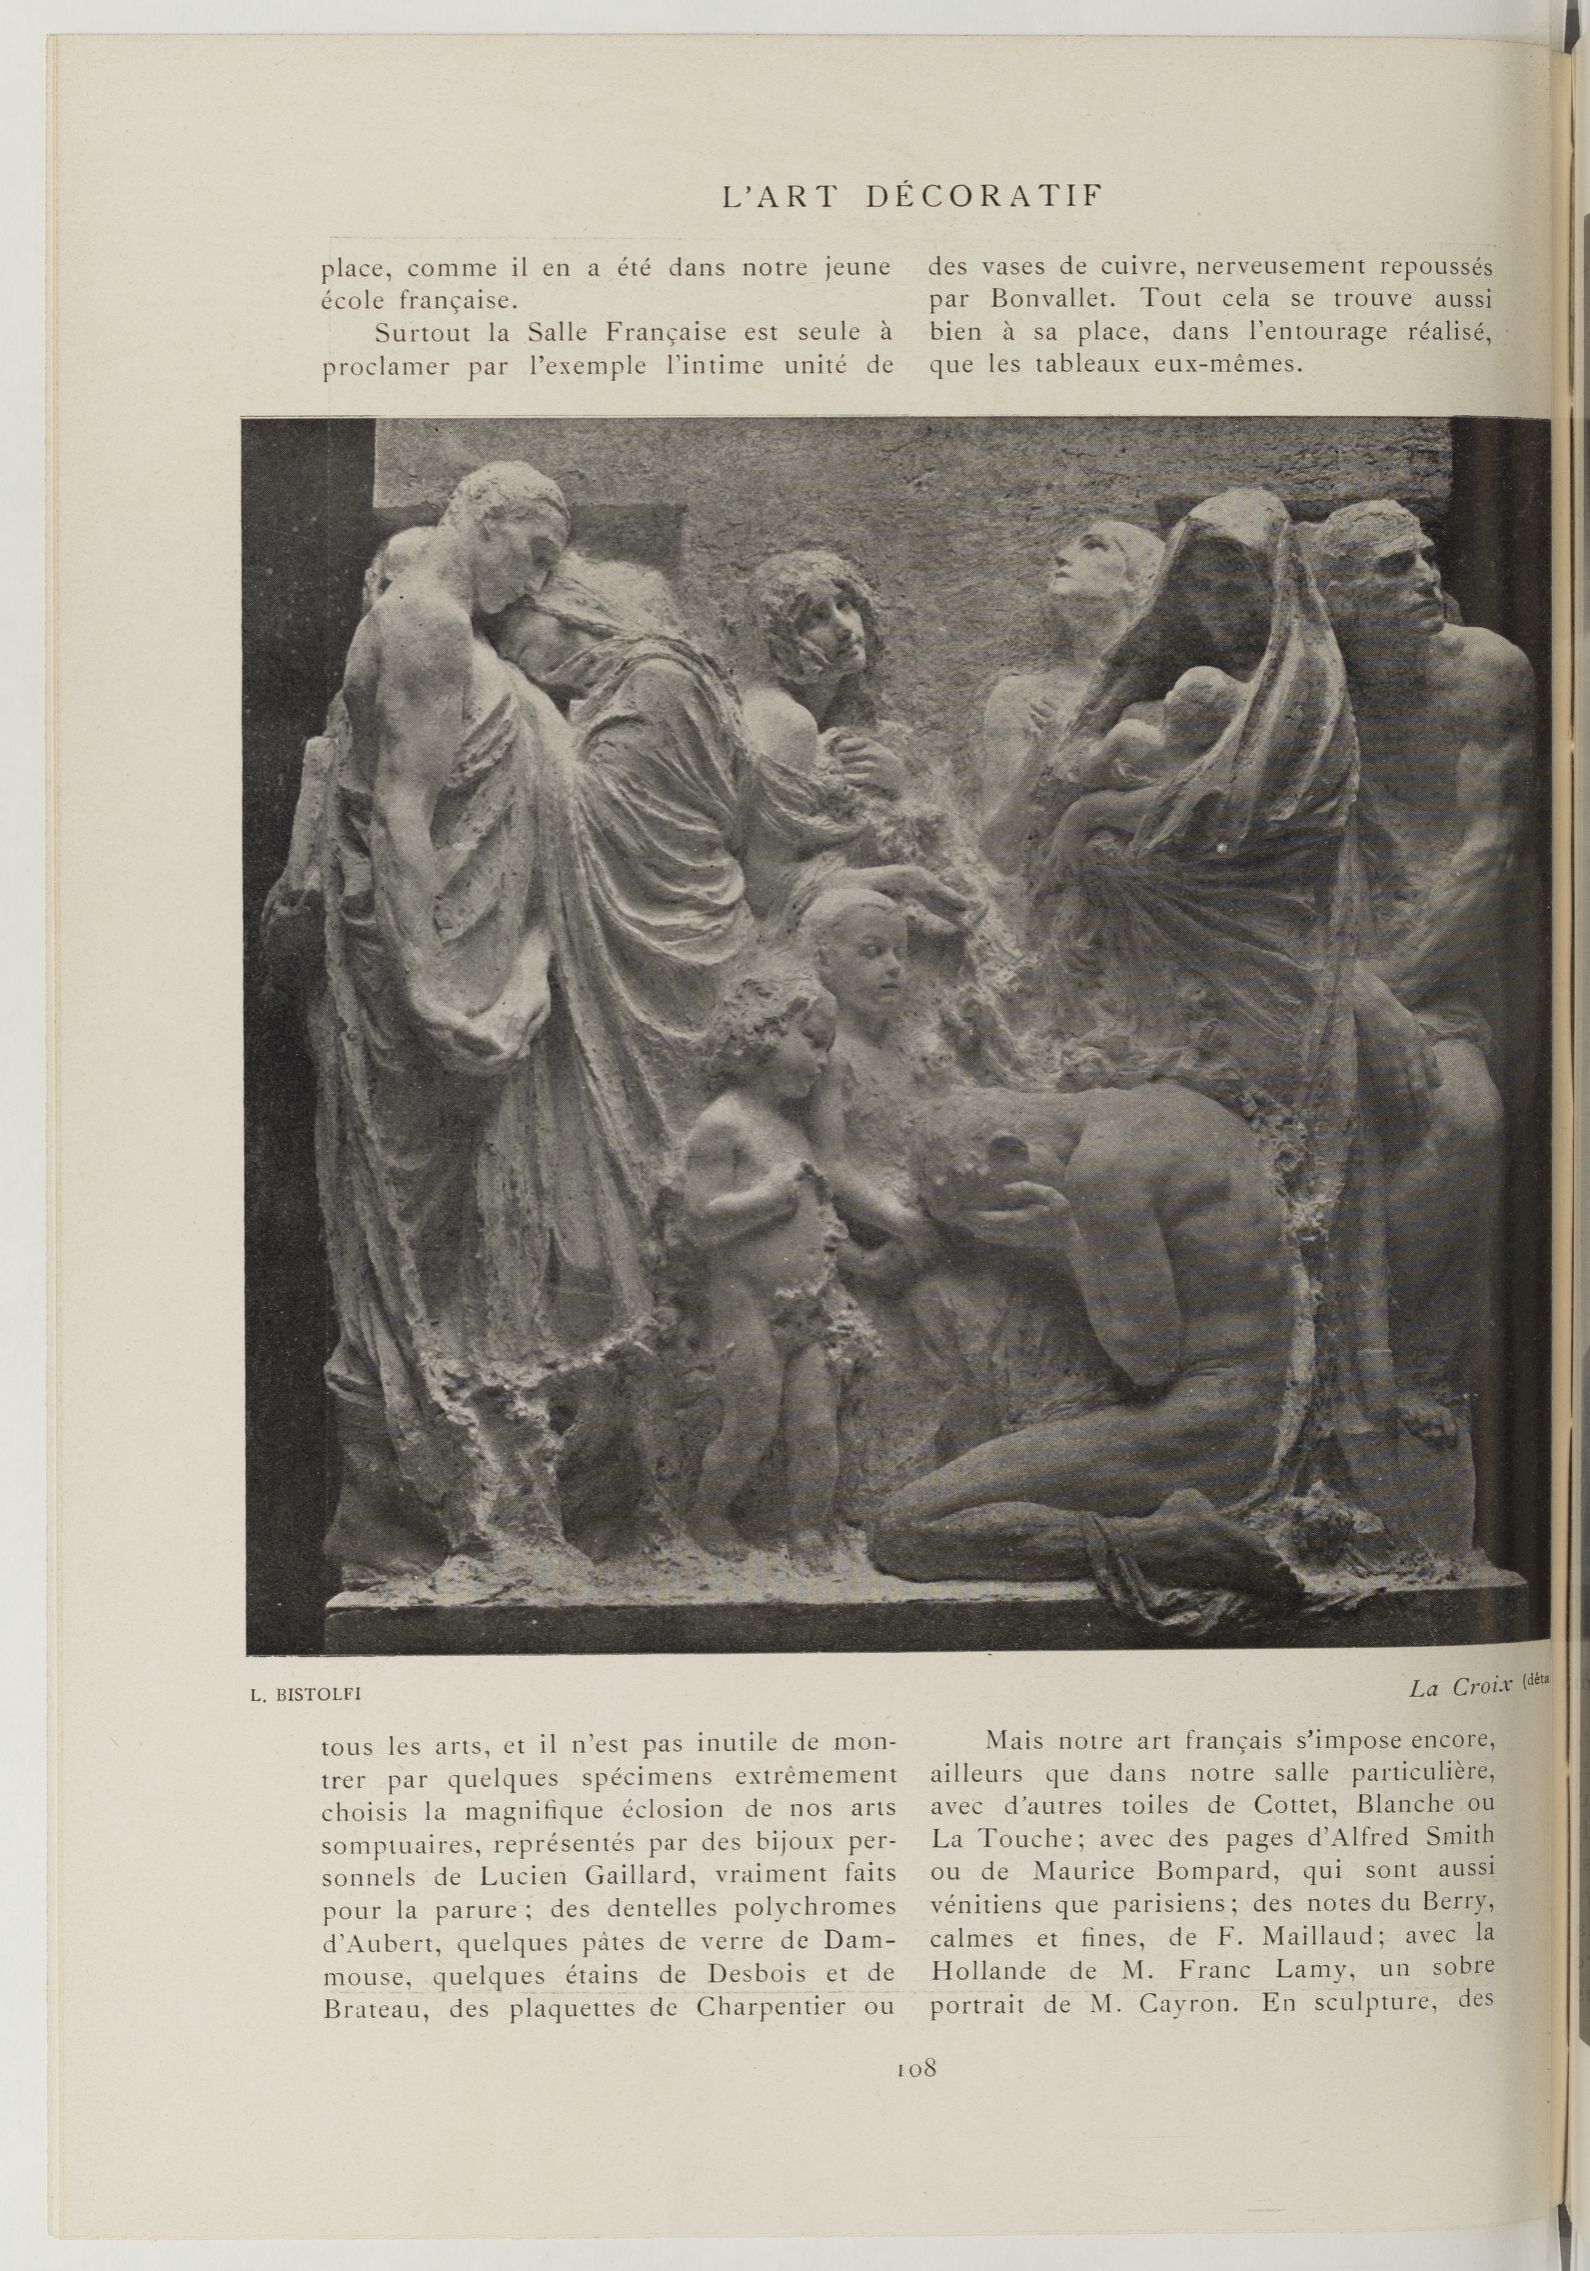 L'ART DÉCORATIF
place, comme il en a été dans notre jeune
école française.
Surtout la Salle Française est seule à
proclamer par l'exemple l'intime unité de
des vases de cuivre, nerveusement repoussés
par Bonvallet. Tout cela se trouve aussi
bien à sa place, dans l'entourage réalisé,
que les tableaux eux-mêmes.
L. BISTOLFI
La Croix (déta
tous les arts, et il n'est pas inutile de mon-
trer par quelques spécimens extrêmement
choisis la magnifique éclosion de nos arts
somptuaires, représentés par des bijoux per-
sonnels de Lucien Gaillard, vraiment faits
pour la parure; des dentelles polychromes
d'Aubert, quelques pâtes de verre de Dam-
mouse, quelques étains de Desbois et de
Brateau, des plaquettes de Charpentier ou
Mais notre art français s'impose encore,
ailleurs que dans notre salle particulière,
avec d'autres toiles de Cottet, Blanche ou
La Touche; avec des pages d'Alfred Smith
ou de Maurice Bompard, qui sont aussi
vénitiens que parisiens; des notes du Berry,
calmes et fines, de F. Maillaud; avec la
Hollande de M. Franc Lamy, un sobre
portrait de M. Cayron. En sculpture, des
108